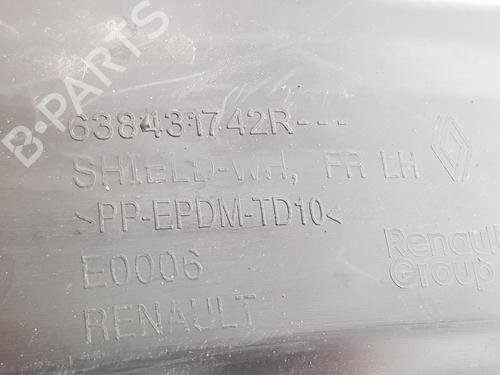 638431742R---
SHIELD-WH, FR LH
>PP-EPDM-TD10<
E0006
RENAULT
Renault
Group
B-PARTS